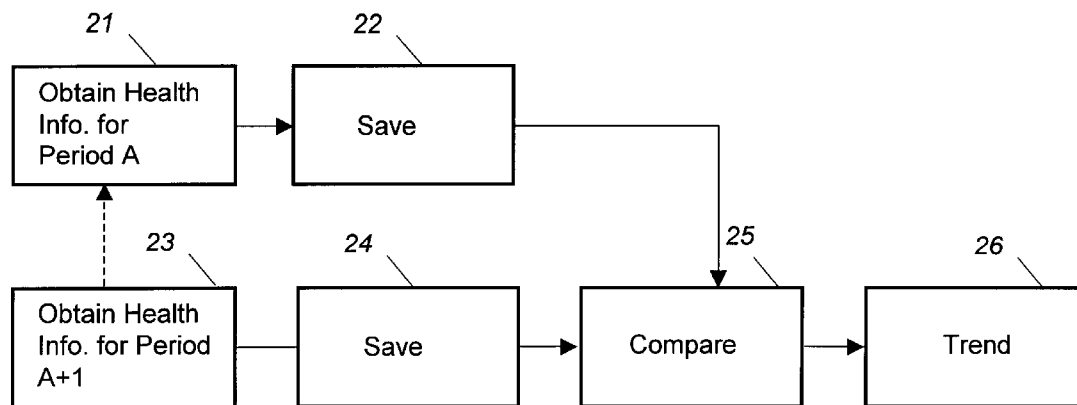 21
22
Obtain Health
Info. for
Period A
Save
23
24
25
26
Obtain Health
Info. for Period
A+1
Save
Compare
Trend